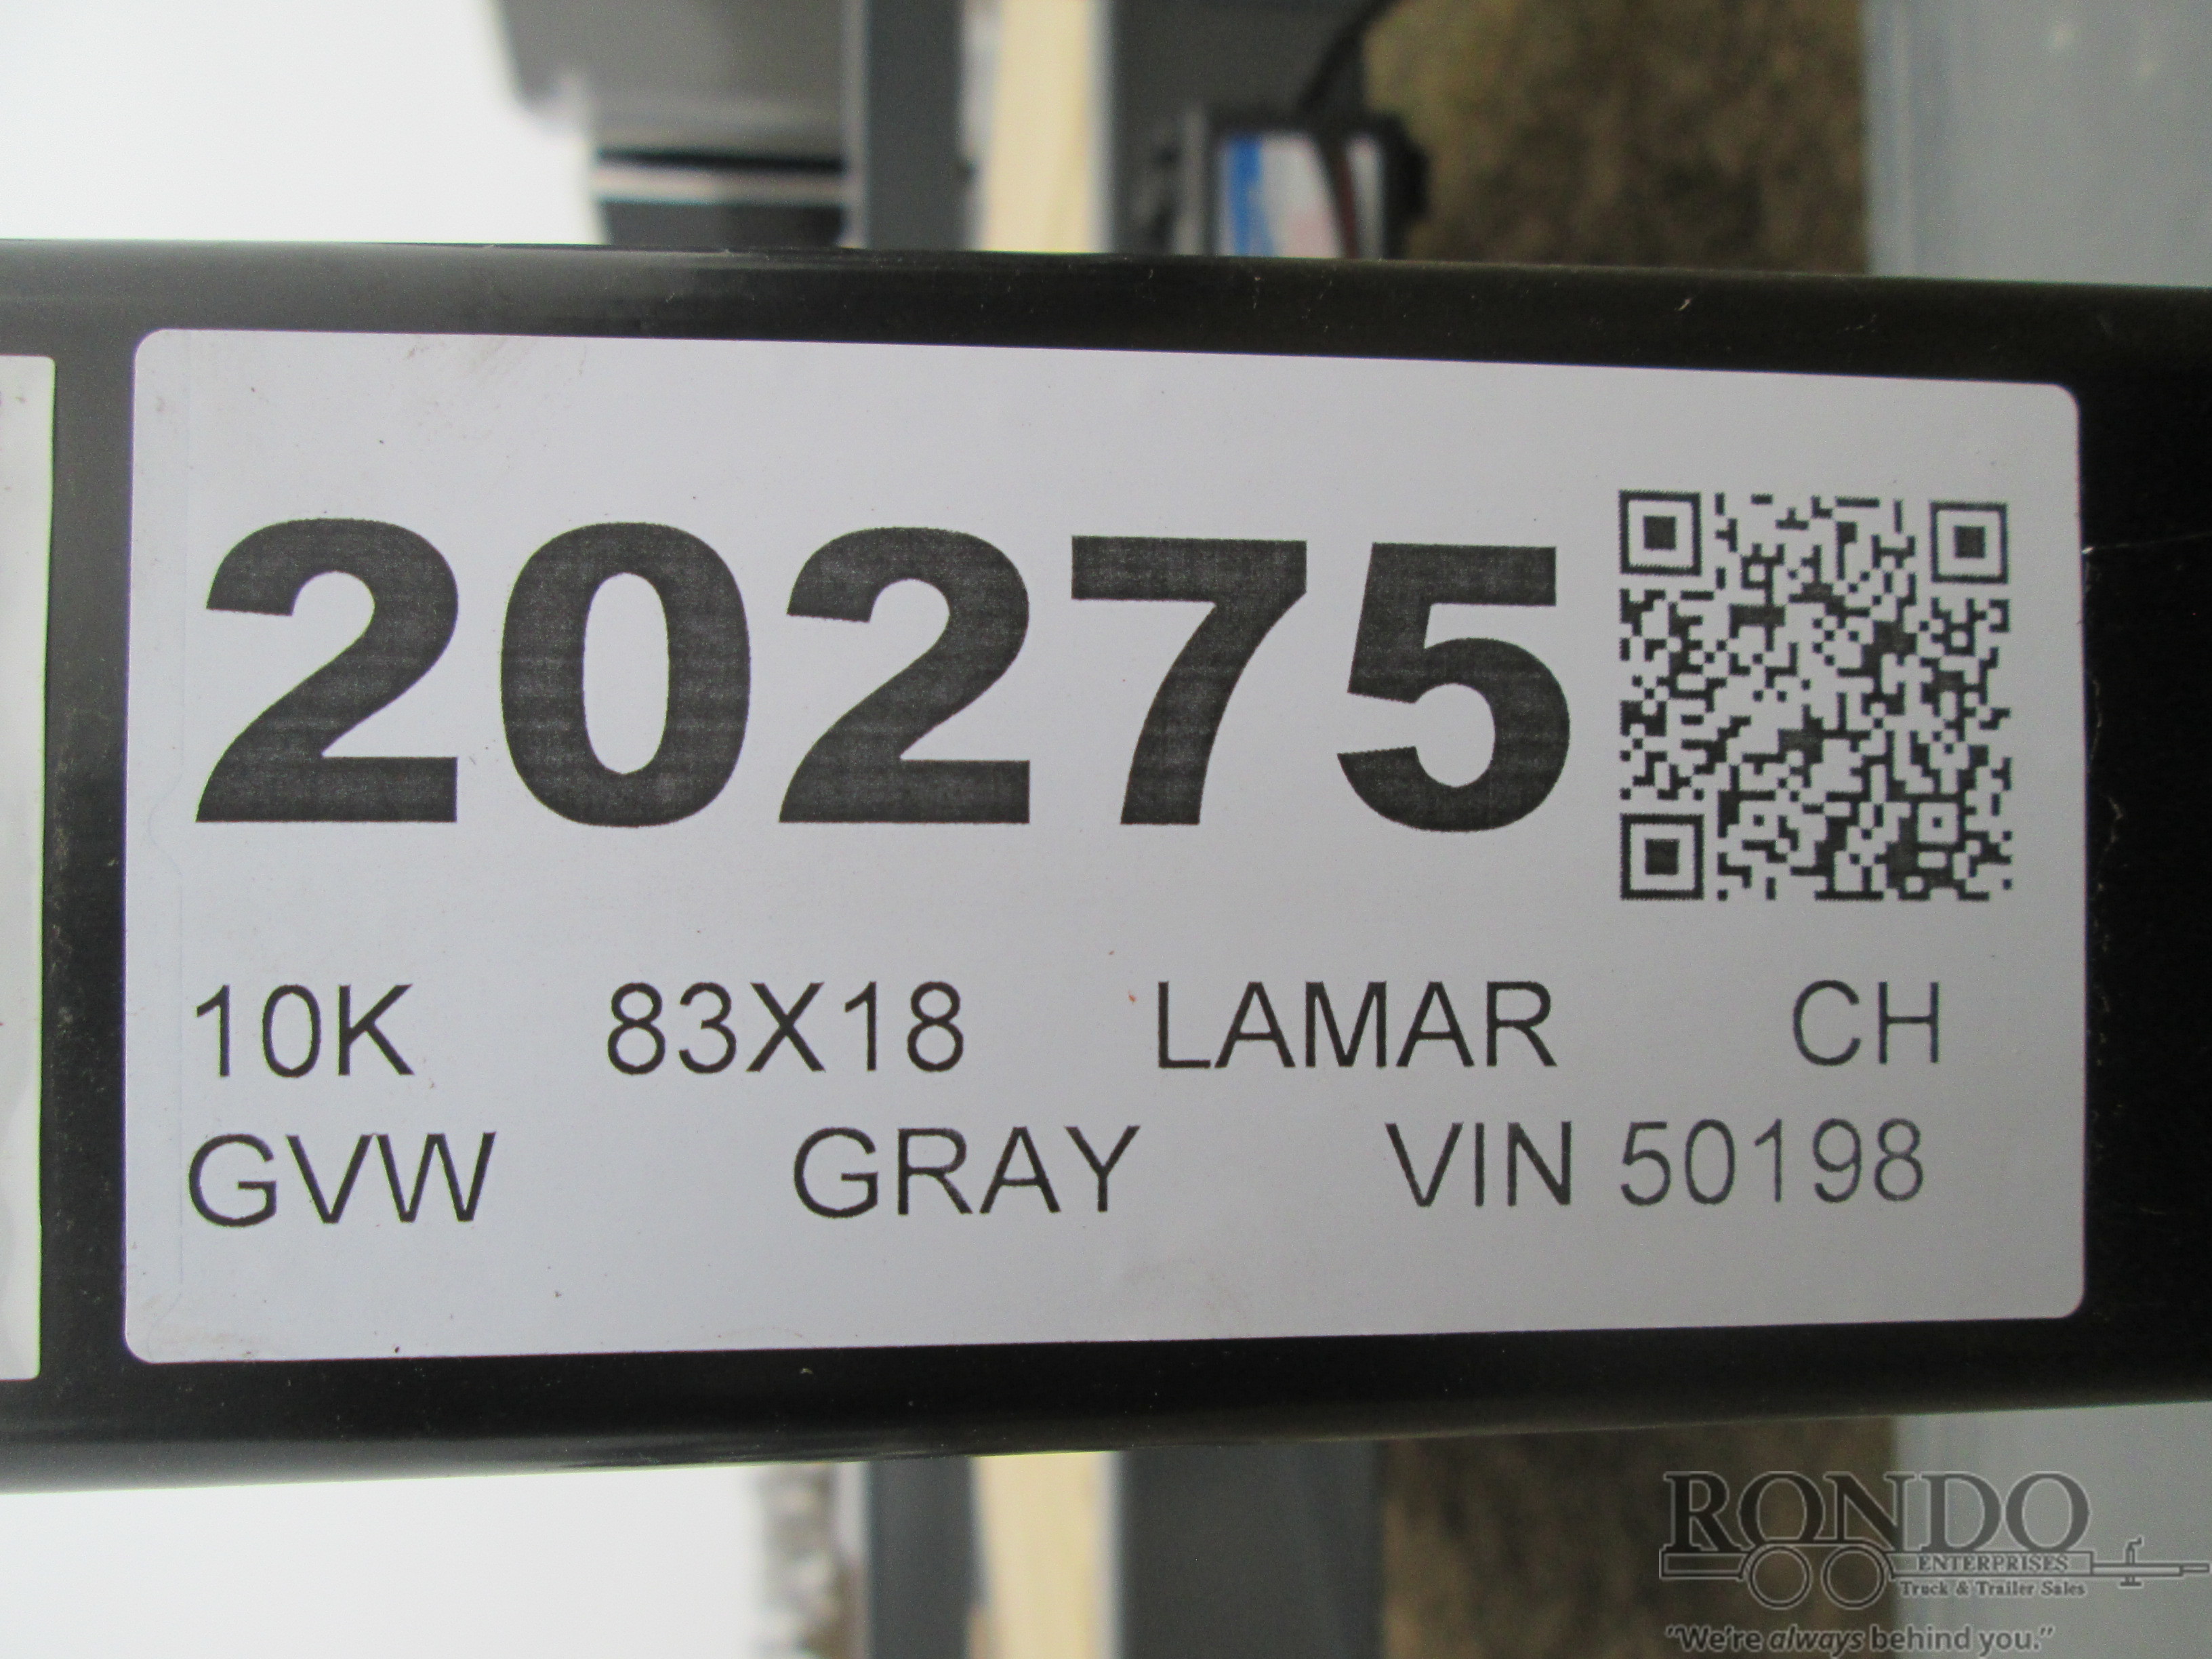 20275
10K 83X18 LAMAR CH
GVW GRAY VIN 50198
RONDO
ENTERPRISES
Truck & Trailer Sales
"We're always behind you."